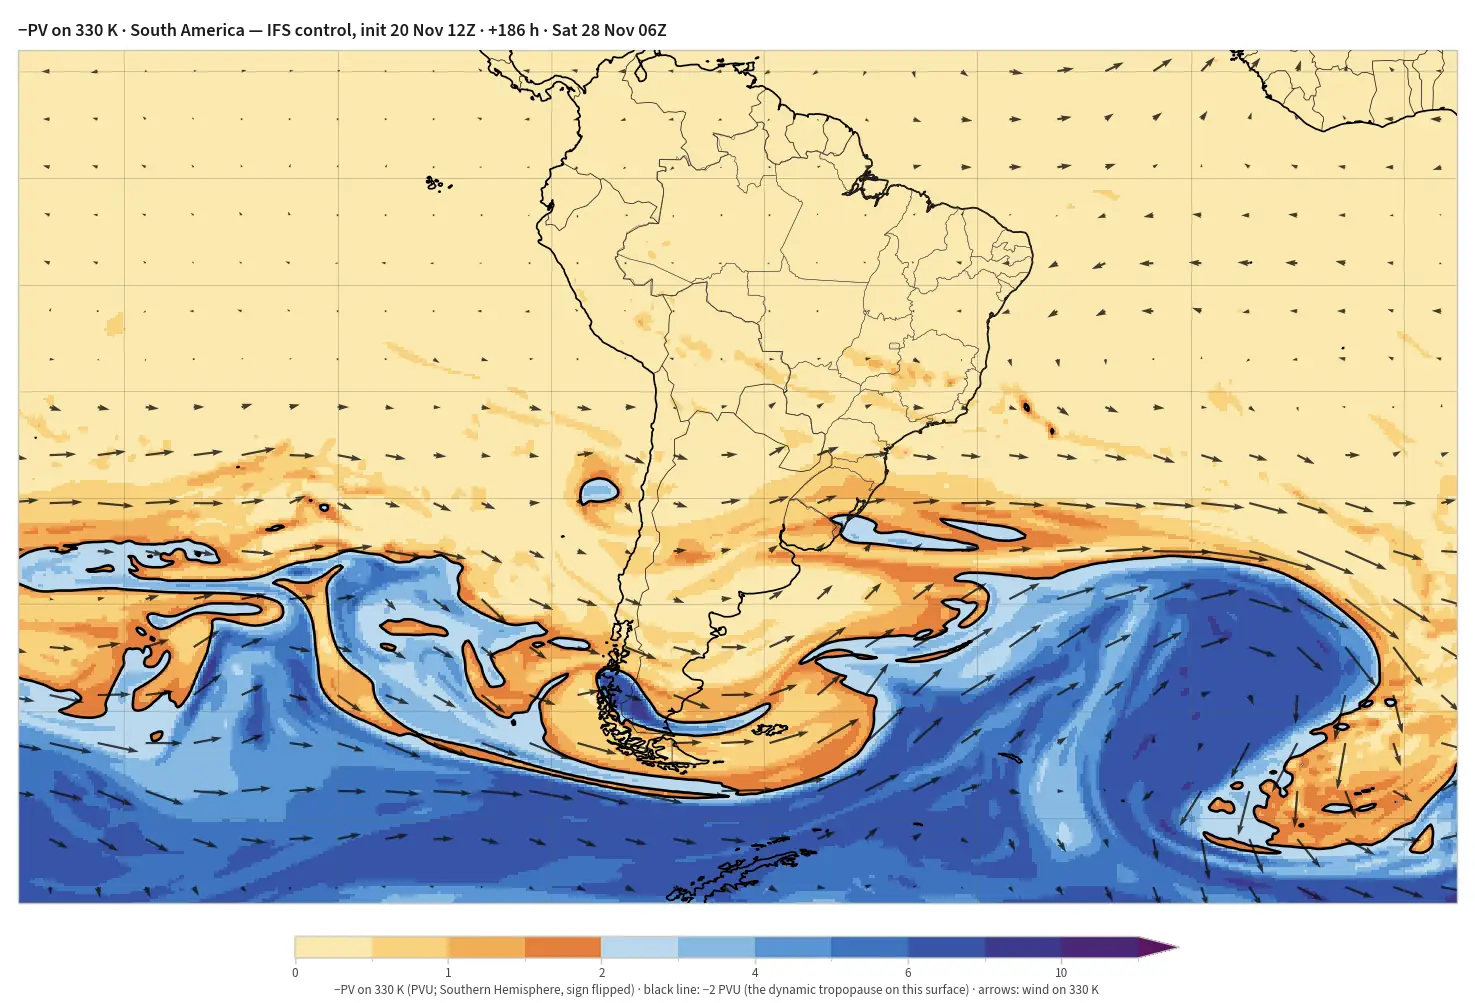 −PV on 330 K · South America — IFS control, init 20 Nov 12Z · +186 h · Sat 28 Nov 06Z
0 1 2 4 6 10
−PV on 330 K (PVU; Southern Hemisphere, sign flipped) · black line: −2 PVU (the dynamic tropopause on this surface) · arrows: wind on 330 K